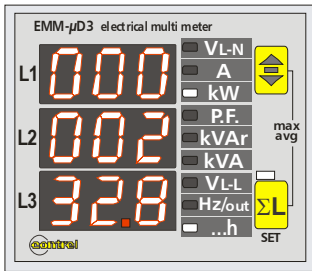 EMM-µD3 electrical multi meter
L1 000 VL-N
A
kW
L2 002 P.F.
kVAr
kVA
max
avg
L3 32.8 VL-L
Hz/out
...h
ΣL
SET
contrel